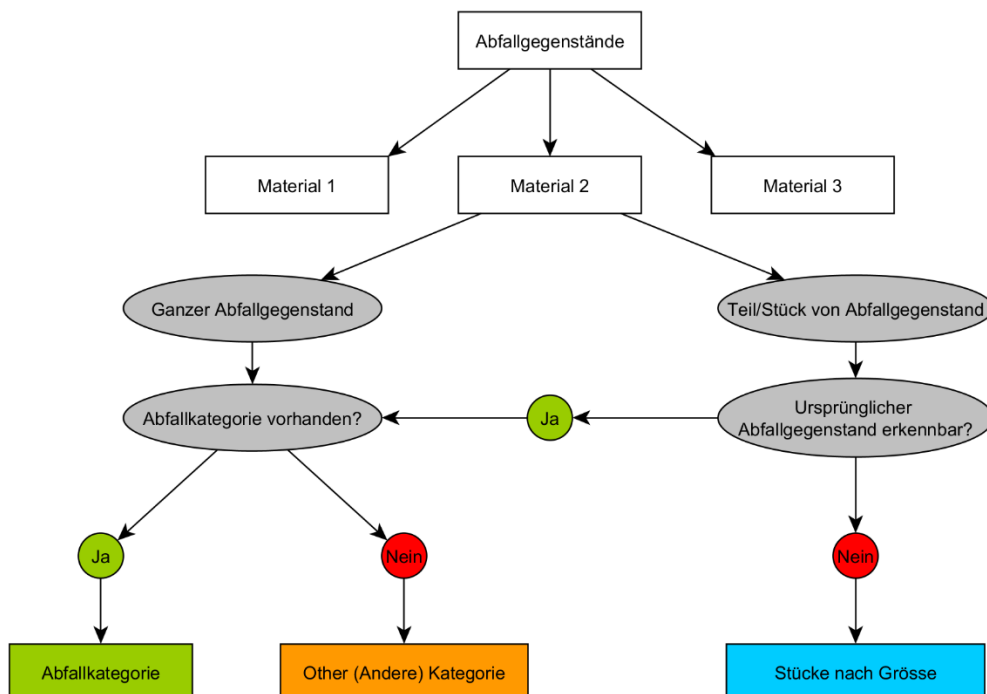 Abfallgegenstände
Material 1
Material 2
Material 3
Ganzer Abfallgegenstand
Teil/Stück von Abfallgegenstand
Abfallkategorie vorhanden?
Ja
Ursprünglicher
Abfallgegenstand erkennbar?
Ja
Nein
Nein
Abfallkategorie
Other (Andere) Kategorie
Stücke nach Grösse